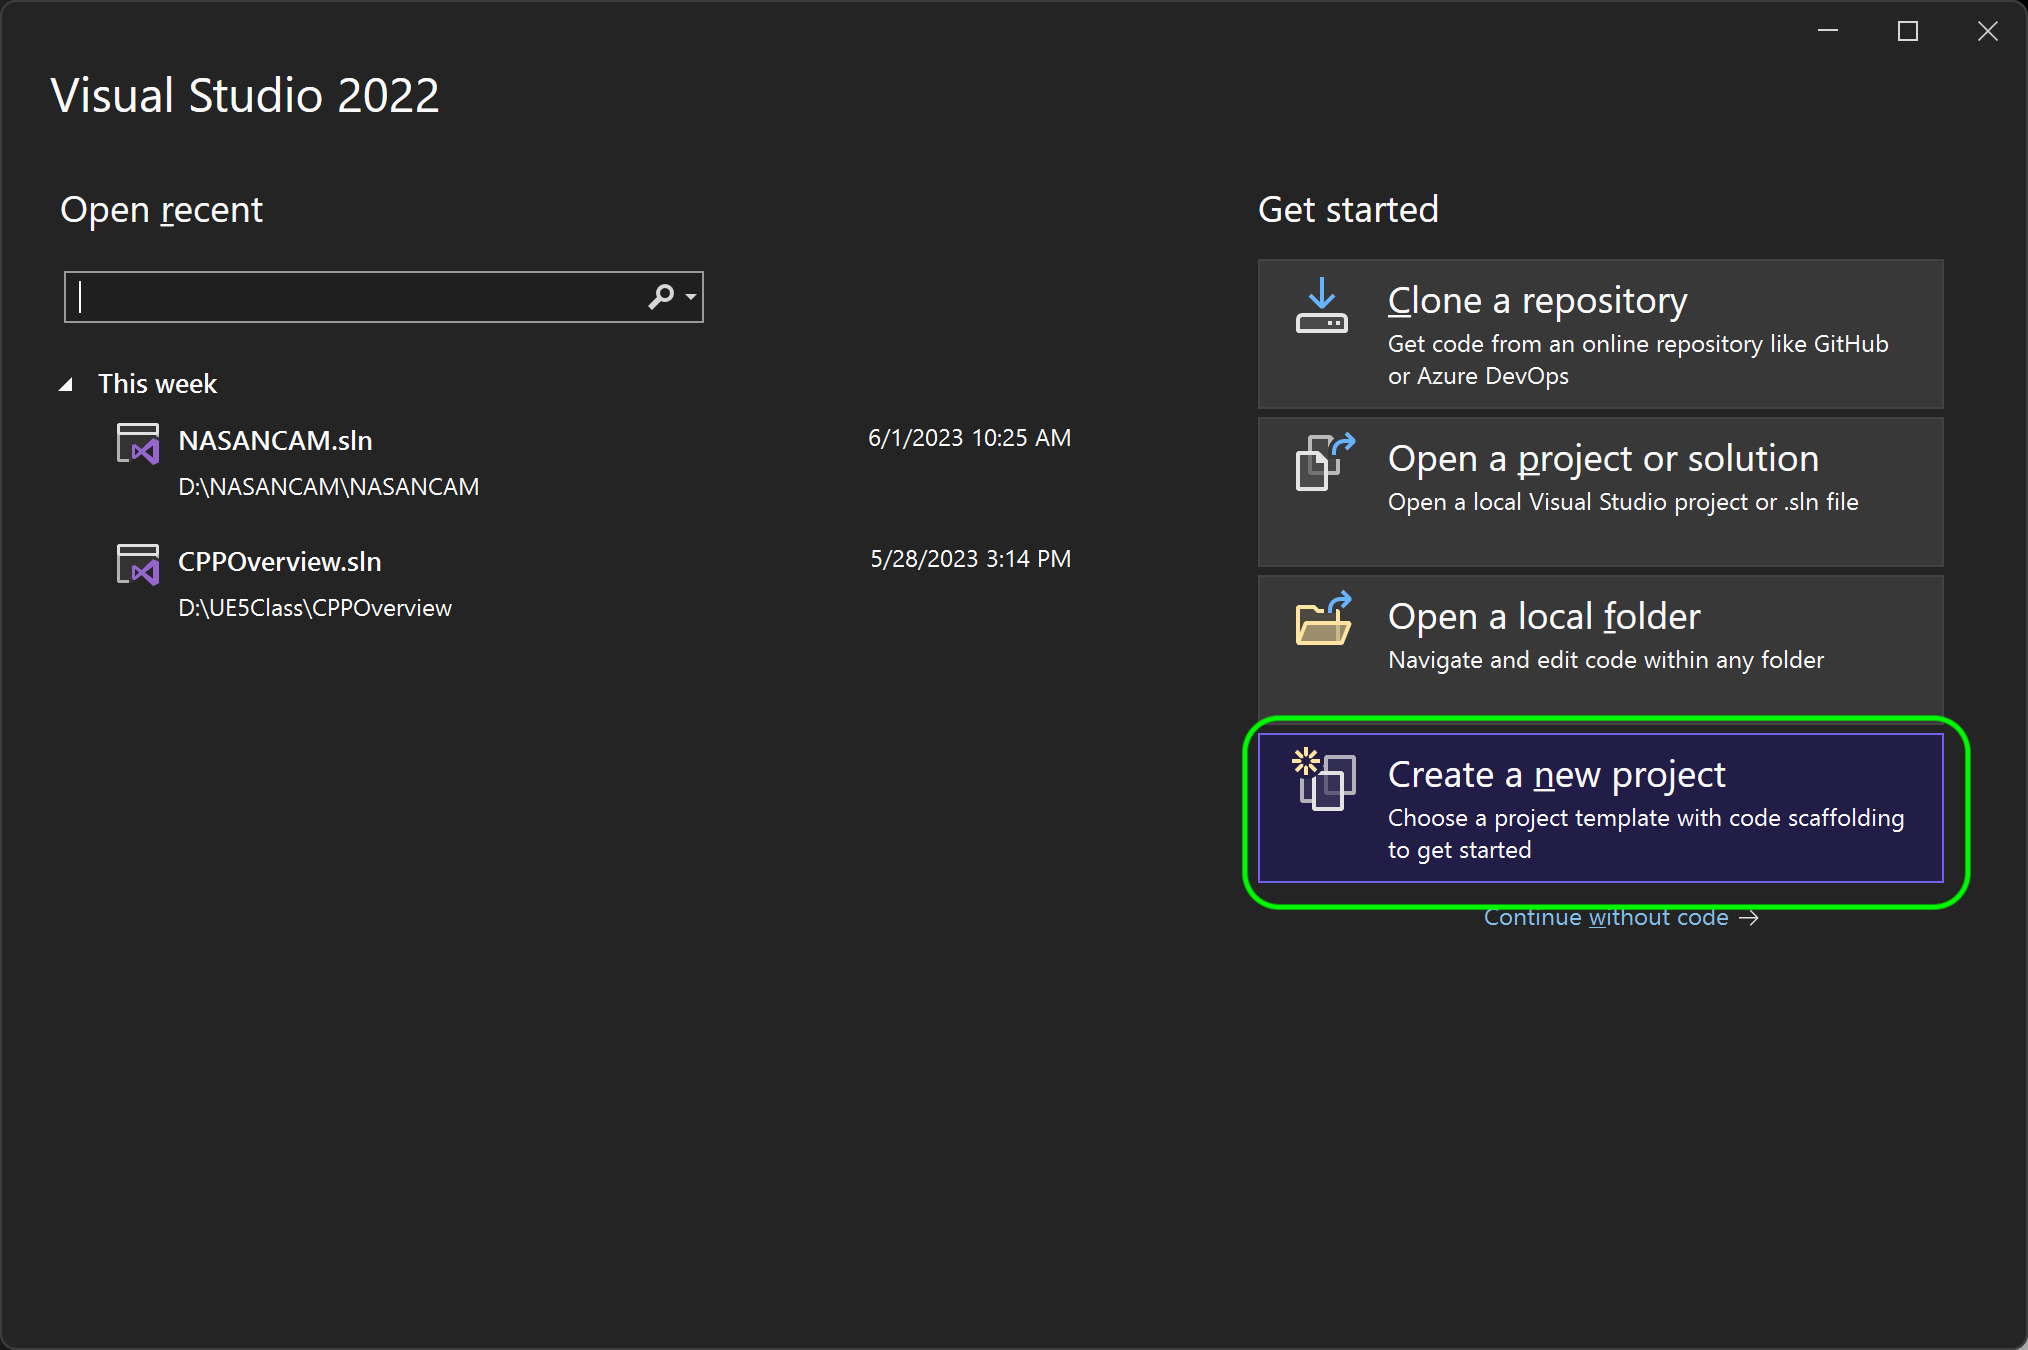 Visual Studio 2022
Open recent
This week
NASANCAM.sln
6/1/2023 10:25 AM
D:\NASANCAM\NASANCAM
CPPOverview.sln
5/28/2023 3:14 PM
D:\UE5Class\CPPOverview
Get started
Clone a repository
Get code from an online repository like GitHub
or Azure DevOps
Open a project or solution
Open a local Visual Studio project or .sln file
Open a local folder
Navigate and edit code within any folder
Create a new project
Choose a project template with code scaffolding
to get started
Continue without code →